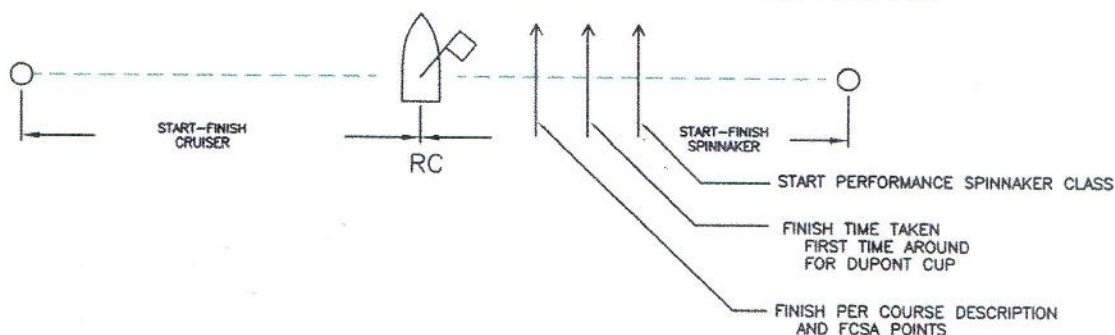 START-FINISH
CRUISER
RC
START-FINISH
SPINNAKER
START PERFORMANCE SPINNAKER CLASS
FINISH TIME TAKEN
FIRST TIME AROUND
FOR DUPONT CUP
FINISH PER COURSE DESCRIPTION
AND FCSA POINTS